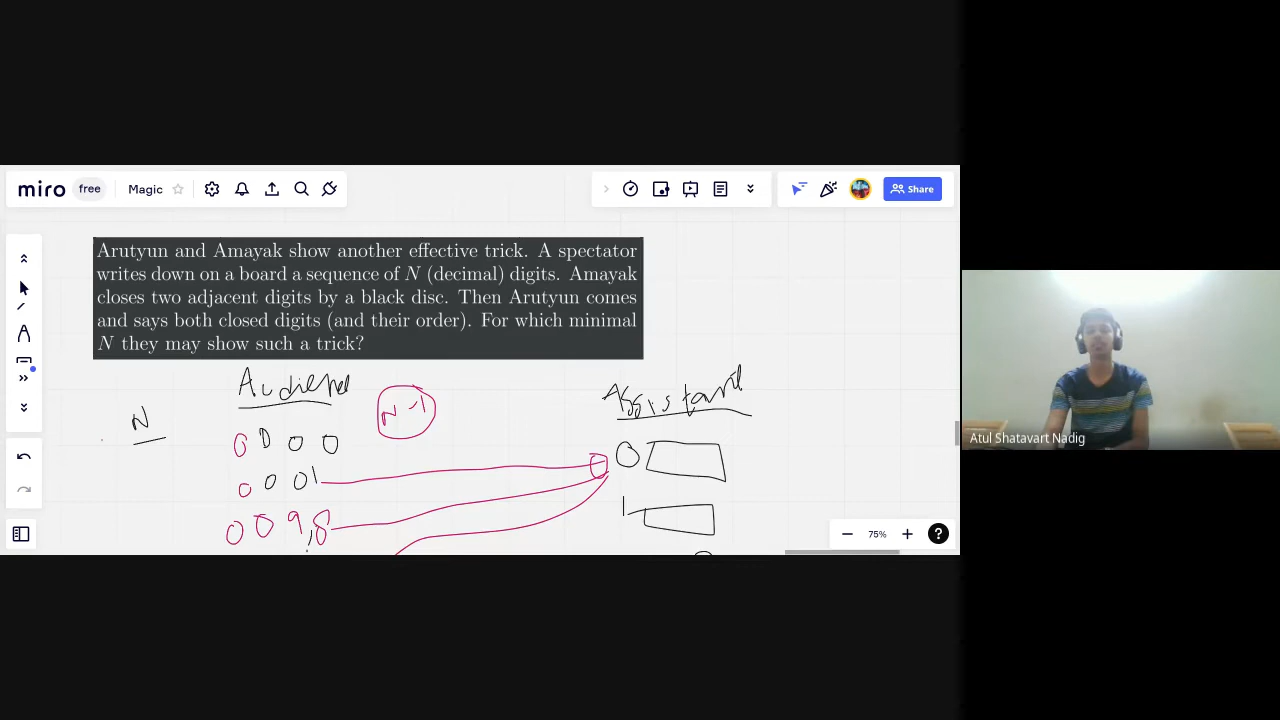 miro free Magic Share
Arutyun and Amayak show another effective trick. A spectator
writes down on a board a sequence of N (decimal) digits. Amayak
closes two adjacent digits by a black disc. Then Arutyun comes
and says both closed digits (and their order). For which minimal
N they may show such a trick?
Audience
Assistant
N
N-1
0 0 0 0
0
0 0 0 1
1
0 0 9, 8
Atul Shatavart Nadig
75%